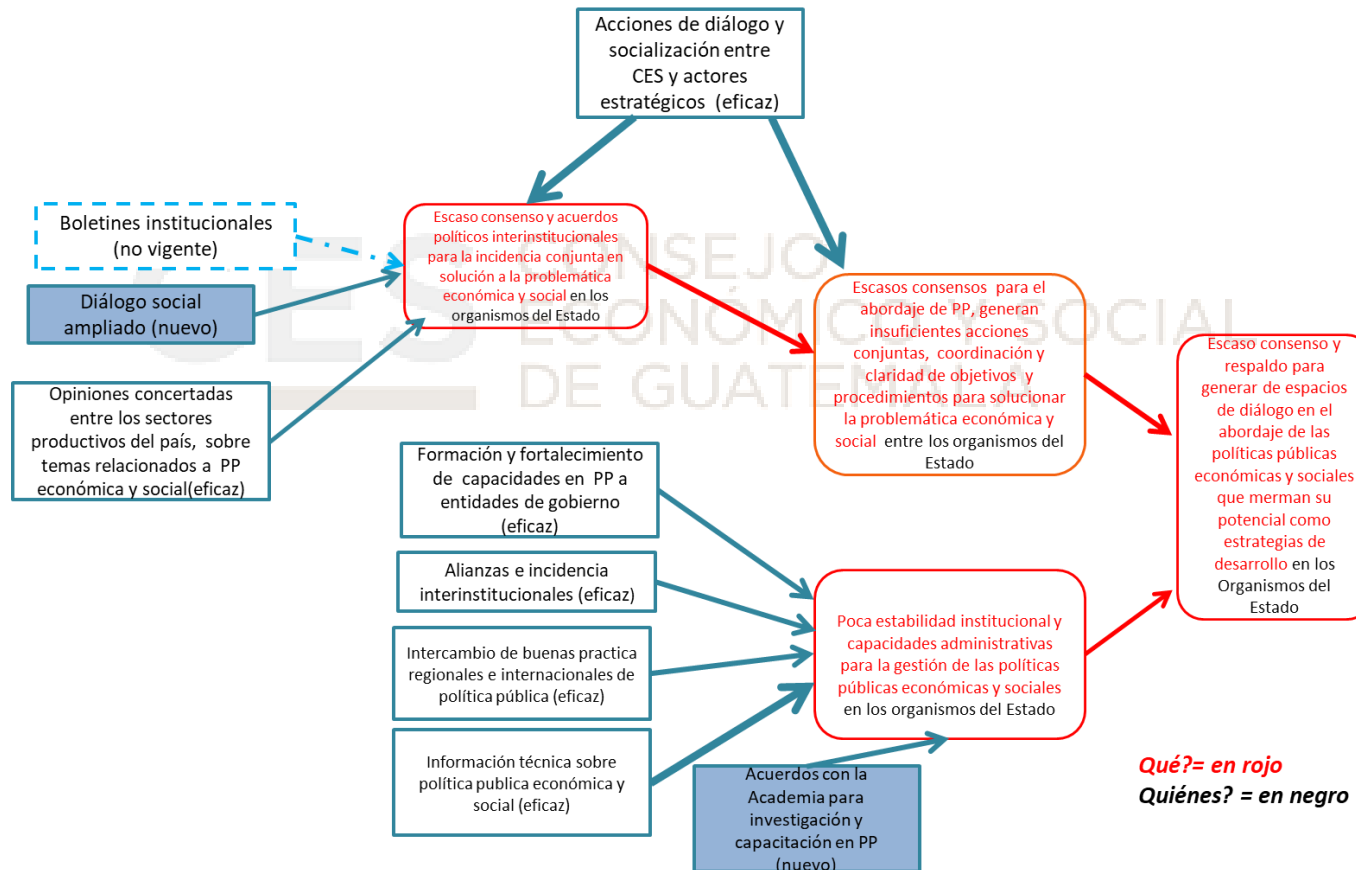 Acciones de diálogo y
socialización entre
CES y actores
estratégicos (eficaz)
Boletines institucionales
(no vigente)
Diálogo social
ampliado (nuevo)
Opiniones concertadas
entre los sectores
productivos del país, sobre
temas relacionados a PP
económica y social(eficaz)
Escaso consenso y acuerdos
políticos interinstitucionales
para la incidencia conjunta en
solución a la problemática
económica y social en los
organismos del Estado
CES CONSEJO
ECONÓMICO Y SOCIAL
DE GUATEMALA
Escasos consensos para el
abordaje de PP, generan
insuficientes acciones
conjuntas, coordinación y
claridad de objetivos y
procedimientos para solucionar
la problemática económica y
social entre los organismos del
Estado
Escaso consenso y
respaldo para
generar de espacios
de diálogo en el
abordaje de las
políticas públicas
económicas y sociales
que merman su
potencial como
estrategias de
desarrollo en los
Organismos del
Estado
Formación y fortalecimiento
de capacidades en PP a
entidades de gobierno
(eficaz)
Alianzas e incidencia
interinstitucionales (eficaz)
Intercambio de buenas practica
regionales e internacionales de
política pública (eficaz)
Información técnica sobre
política publica económica y
social (eficaz)
Poca estabilidad institucional y
capacidades administrativas
para la gestión de las políticas
públicas económicas y sociales
en los organismos del Estado
Acuerdos con la
Academia para
investigación y
capacitación en PP
(nuevo)
Qué?= en rojo
Quiénes? = en negro